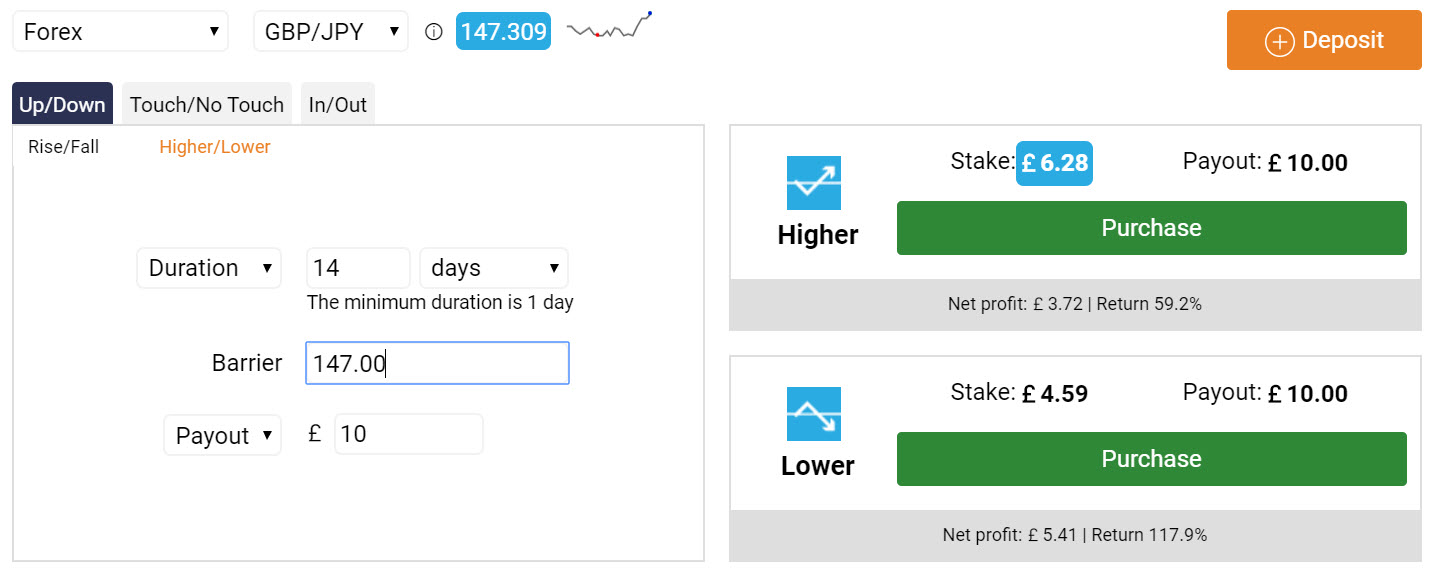 Forex GBP/JPY 147.309
Deposit
Up/Down Touch/No Touch In/Out
Rise/Fall Higher/Lower
Duration 14 days
The minimum duration is 1 day
Barrier 147.00
Payout £ 10
Stake: £ 6.28 Payout: £ 10.00
Higher
Purchase
Net profit: £ 3.72 | Return 59.2%
Stake: £ 4.59 Payout: £ 10.00
Lower
Purchase
Net profit: £ 5.41 | Return 117.9%